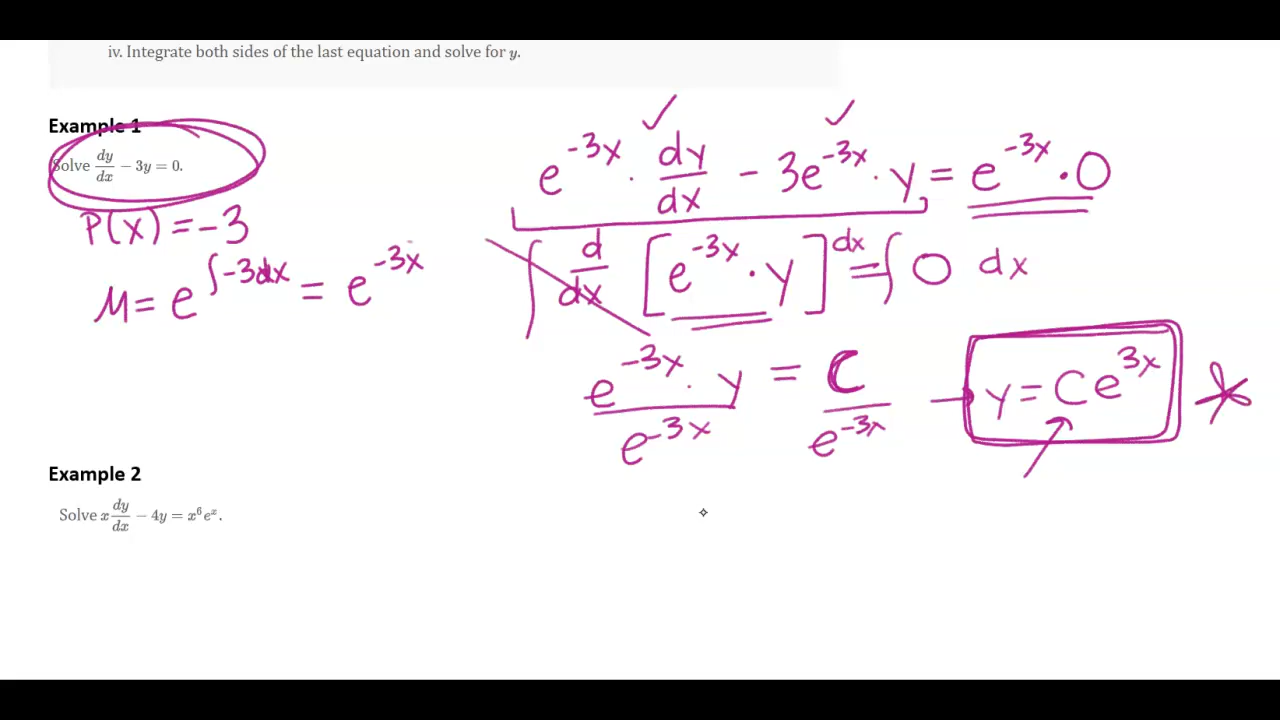 iv. Integrate both sides of the last equation and solve for y.
Example 1
Solve dy/dx − 3y = 0.
P(x) = -3
μ = e^∫-3dx = e^-3x
e^-3x · dy/dx - 3e^-3x · y = e^-3x · 0
∫ d/dx [e^-3x · y] dx = ∫ 0 dx
e^-3x · y / e^-3x = C / e^-3x → y = Ce^3x
Example 2
Solve x dy/dx − 4y = x⁶eˣ.